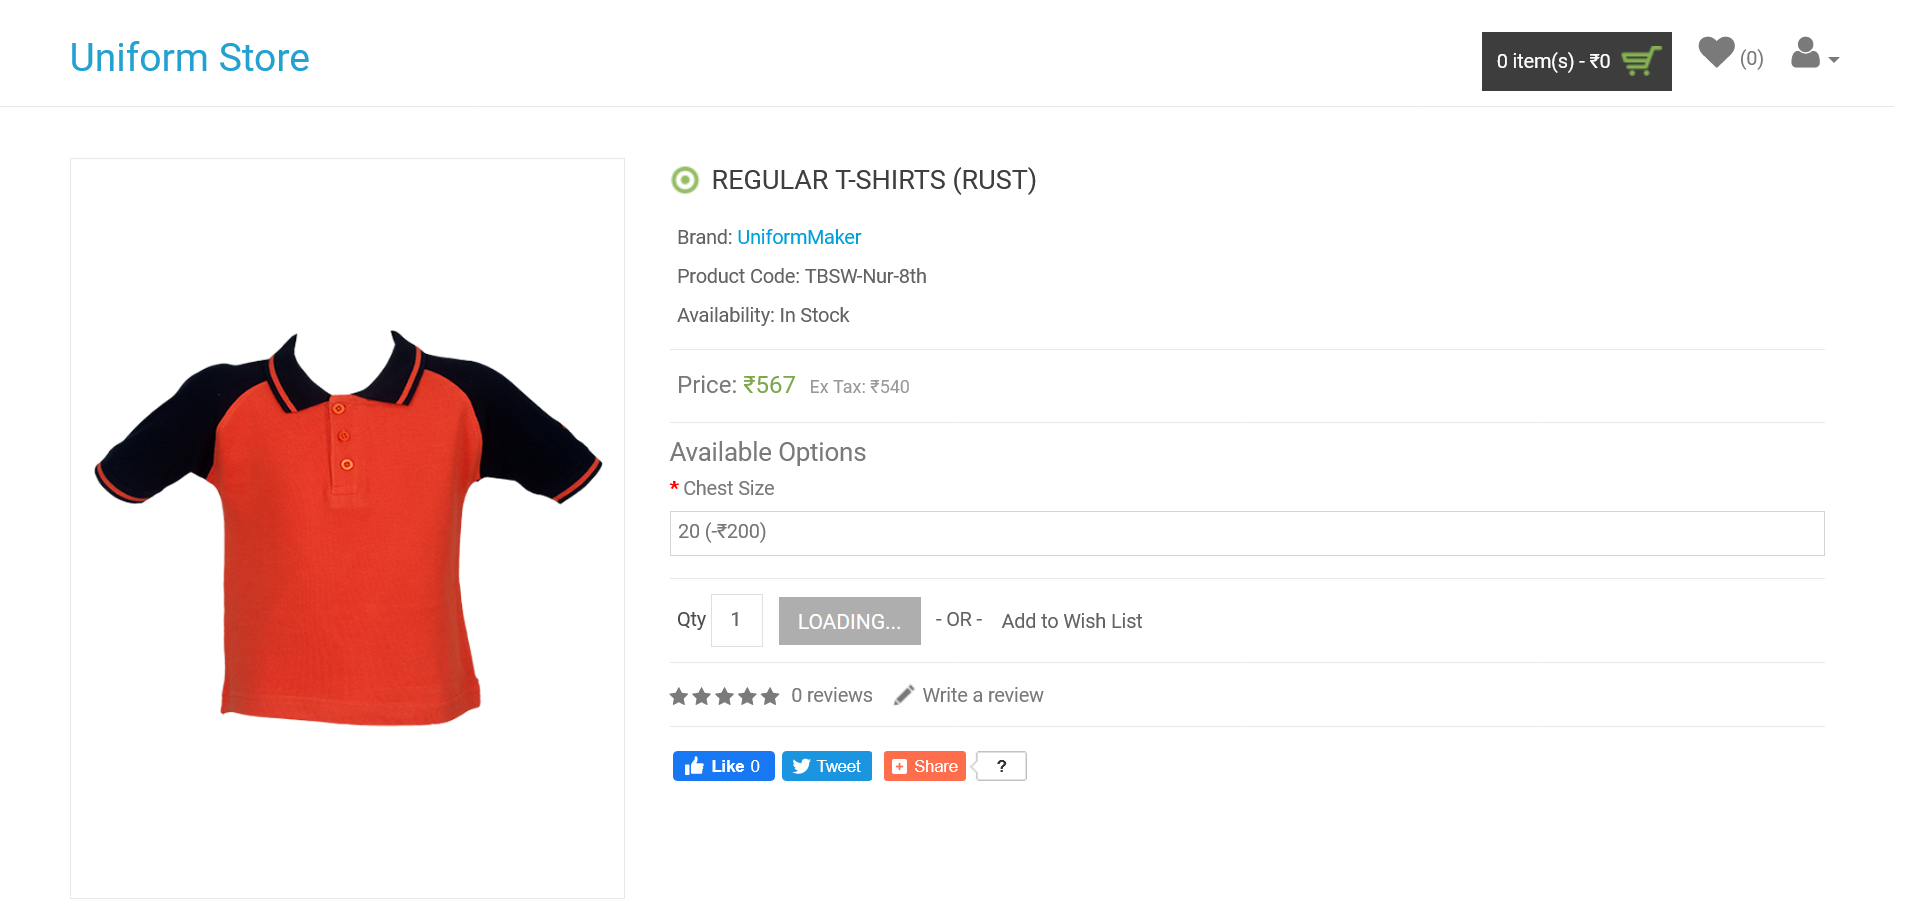 Uniform Store
0 item(s) - ₹0
(0)
REGULAR T-SHIRTS (RUST)
Brand: UniformMaker
Product Code: TBSW-Nur-8th
Availability: In Stock
Price: ₹567 Ex Tax: ₹540
Available Options
* Chest Size
20 (-₹200)
Qty 1 LOADING... - OR - Add to Wish List
0 reviews Write a review
Like 0 Tweet Share ?